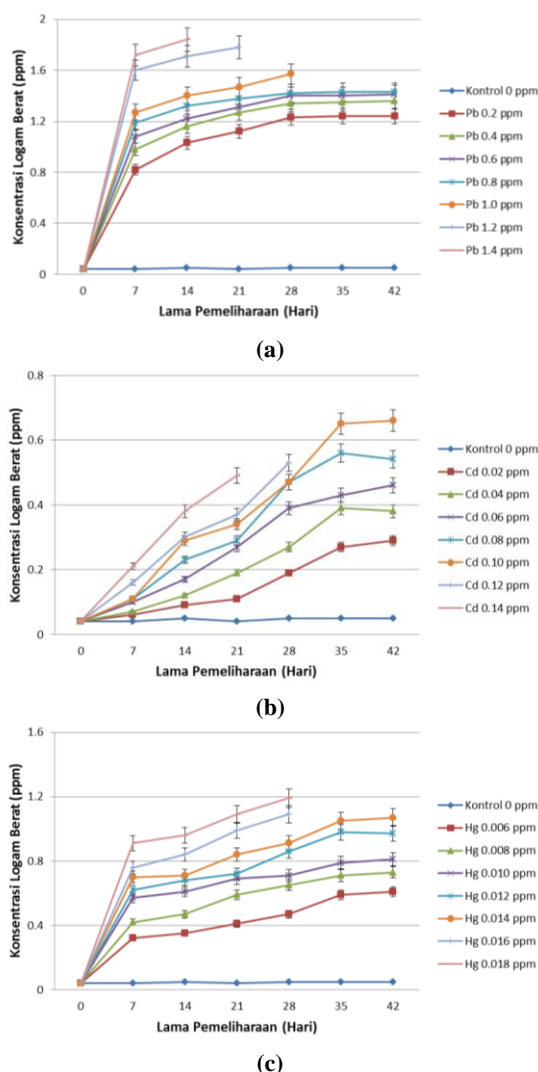 Konsentrasi Logam Berat (ppm)
2
1.6
1.2
0.8
0.4
0
0 7 14 21 28 35 42
Lama Pemeliharaan (Hari)
Kontrol 0 ppm
Pb 0.2 ppm
Pb 0.4 ppm
Pb 0.6 ppm
Pb 0.8 ppm
Pb 1.0 ppm
Pb 1.2 ppm
Pb 1.4 ppm
(a)
Konsentrasi Logam Berat (ppm)
0.8
0.6
0.4
0.2
0
0 7 14 21 28 35 42
Lama Pemeliharaan (Hari)
Kontrol 0 ppm
Cd 0.02 ppm
Cd 0.04 ppm
Cd 0.06 ppm
Cd 0.08 ppm
Cd 0.10 ppm
Cd 0.12 ppm
Cd 0.14 ppm
(b)
Konsentrasi Logam Berat (ppm)
1.6
1.2
0.8
0.4
0
0 7 14 21 28 35 42
Lama Pemeliharaan (Hari)
Kontrol 0 ppm
Hg 0.006 ppm
Hg 0.008 ppm
Hg 0.010 ppm
Hg 0.012 ppm
Hg 0.014 ppm
Hg 0.016 ppm
Hg 0.018 ppm
(c)